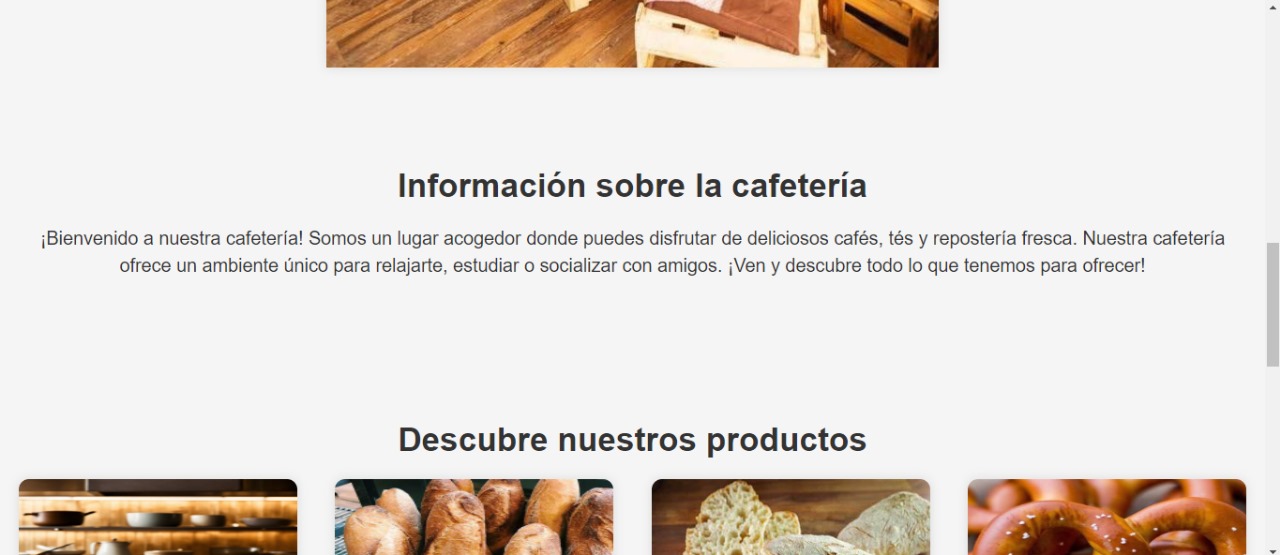 Información sobre la cafetería
¡Bienvenido a nuestra cafetería! Somos un lugar acogedor donde puedes disfrutar de deliciosos cafés, tés y repostería fresca. Nuestra cafetería
ofrece un ambiente único para relajarte, estudiar o socializar con amigos. ¡Ven y descubre todo lo que tenemos para ofrecer!
Descubre nuestros productos